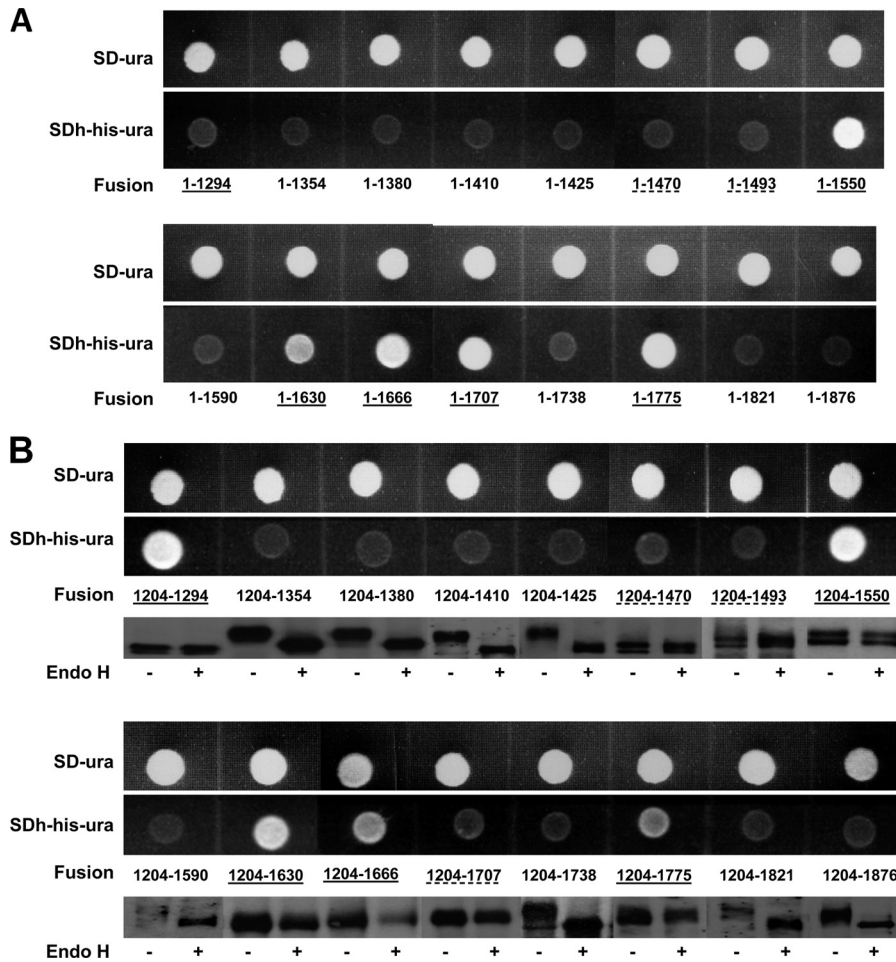 A
SD-ura
SDh-his-ura
Fusion 1-1294 1-1354 1-1380 1-1410 1-1425 1-1470 1-1493 1-1550
SD-ura
SDh-his-ura
Fusion 1-1590 1-1630 1-1666 1-1707 1-1738 1-1775 1-1821 1-1876
B
SD-ura
SDh-his-ura
Fusion 1204-1294 1204-1354 1204-1380 1204-1410 1204-1425 1204-1470 1204-1493 1204-1550
Endo H - + - + - + - + - + - + - + - +
SD-ura
SDh-his-ura
Fusion 1204-1590 1204-1630 1204-1666 1204-1707 1204-1738 1204-1775 1204-1821 1204-1876
Endo H - + - + - + - + - + - + - + - +